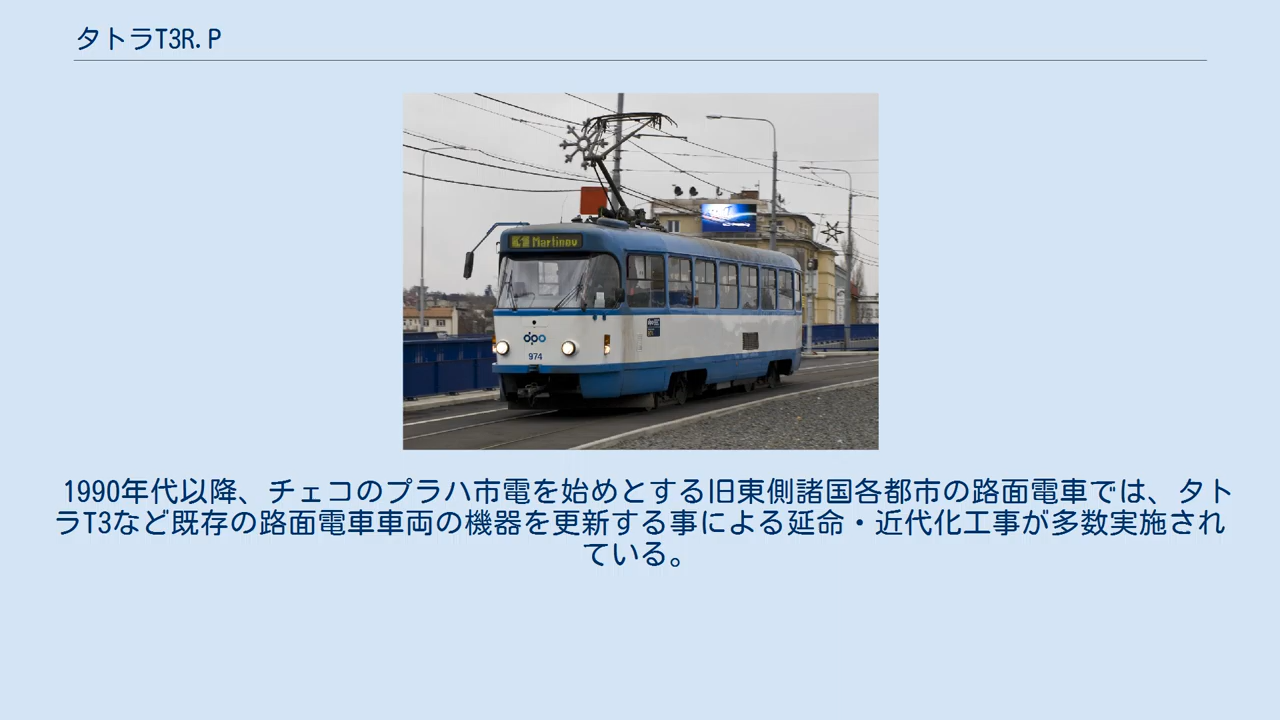 タトラT3R.P
Martinov
dpo
974
1990年代以降、チェコのプラハ市電を始めとする旧東側諸国各都市の路面電車では、タト
ラT3など既存の路面電車車両の機器を更新する事による延命・近代化工事が多数実施され
ている。